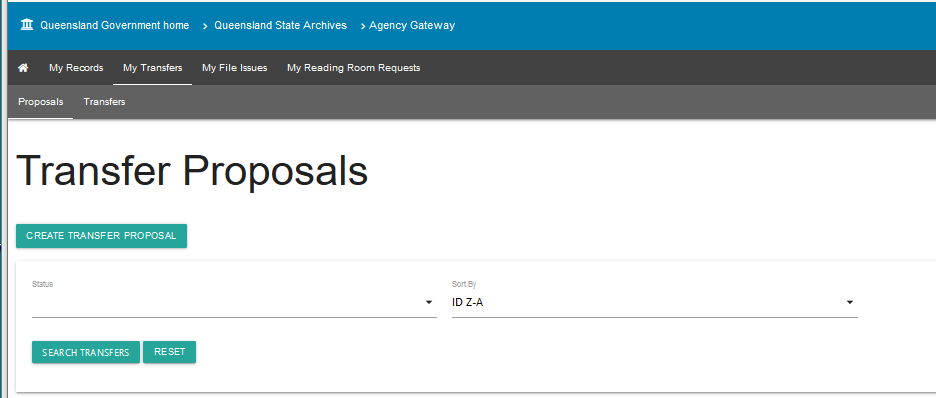 Queensland Government home > Queensland State Archives > Agency Gateway
My Records My Transfers My File Issues My Reading Room Requests
Proposals Transfers
Transfer Proposals
CREATE TRANSFER PROPOSAL
Status Sort By
ID Z-A
SEARCH TRANSFERS RESET